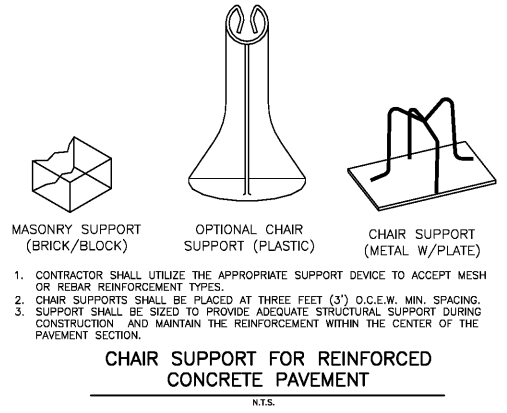 MASONRY SUPPORT
(BRICK/BLOCK)
OPTIONAL CHAIR
SUPPORT (PLASTIC)
CHAIR SUPPORT
(METAL W/PLATE)
1. CONTRACTOR SHALL UTILIZE THE APPROPRIATE SUPPORT DEVICE TO ACCEPT MESH
OR REBAR REINFORCEMENT TYPES.
2. CHAIR SUPPORTS SHALL BE PLACED AT THREE FEET (3') O.C.E.W. MIN. SPACING.
3. SUPPORT SHALL BE SIZED TO PROVIDE ADEQUATE STRUCTURAL SUPPORT DURING
CONSTRUCTION AND MAINTAIN THE REINFORCEMENT WITHIN THE CENTER OF THE
PAVEMENT SECTION.
CHAIR SUPPORT FOR REINFORCED
CONCRETE PAVEMENT
N.T.S.